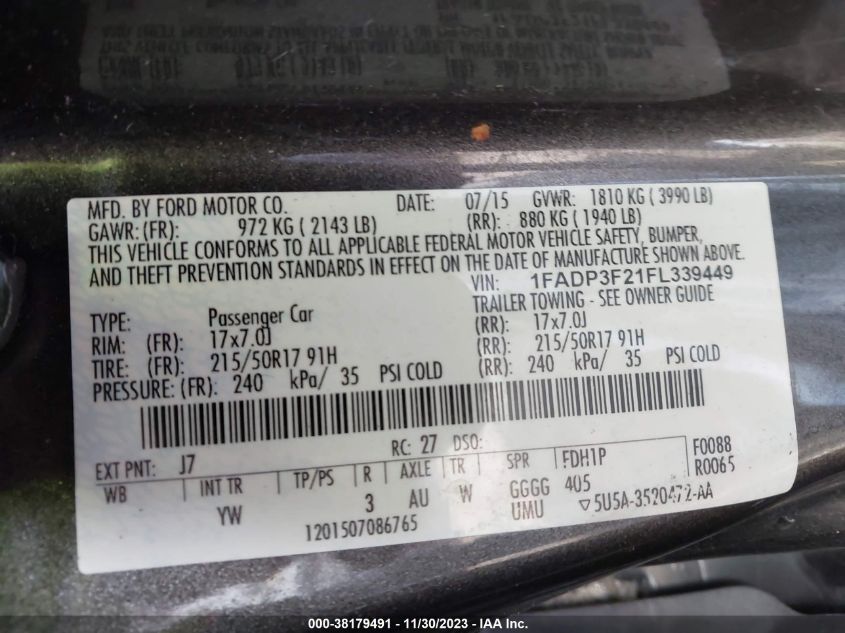 MFD. BY FORD MOTOR CO. DATE: 07/15 GVWR: 1810 KG ( 3990 LB)
GAWR: (FR): 972 KG ( 2143 LB) (RR): 880 KG ( 1940 LB)
THIS VEHICLE CONFORMS TO ALL APPLICABLE FEDERAL MOTOR VEHICLE SAFETY, BUMPER,
AND THEFT PREVENTION STANDARDS IN EFFECT ON THE DATE OF MANUFACTURE SHOWN ABOVE.
VIN: 1FADP3F21FL339449
TYPE: Passenger Car TRAILER TOWING - SEE OWNER GUIDE
RIM: (FR): 17x7.0J (RR): 17x7.0J
TIRE: (FR): 215/50R17 91H (RR): 215/50R17 91H
PRESSURE: (FR): 240 kPa/ 35 PSI COLD (RR): 240 kPa/ 35 PSI COLD
EXT PNT: J7 RC: 27 DSO: F0088
WB INT TR TP/PS R AXLE TR SPR FDH1P R0065
YW 3 AU W GGGG 405
1201507086765 UMU ▽5U5A-3520472-AA
000-38179491 - 11/30/2023 - IAA Inc.